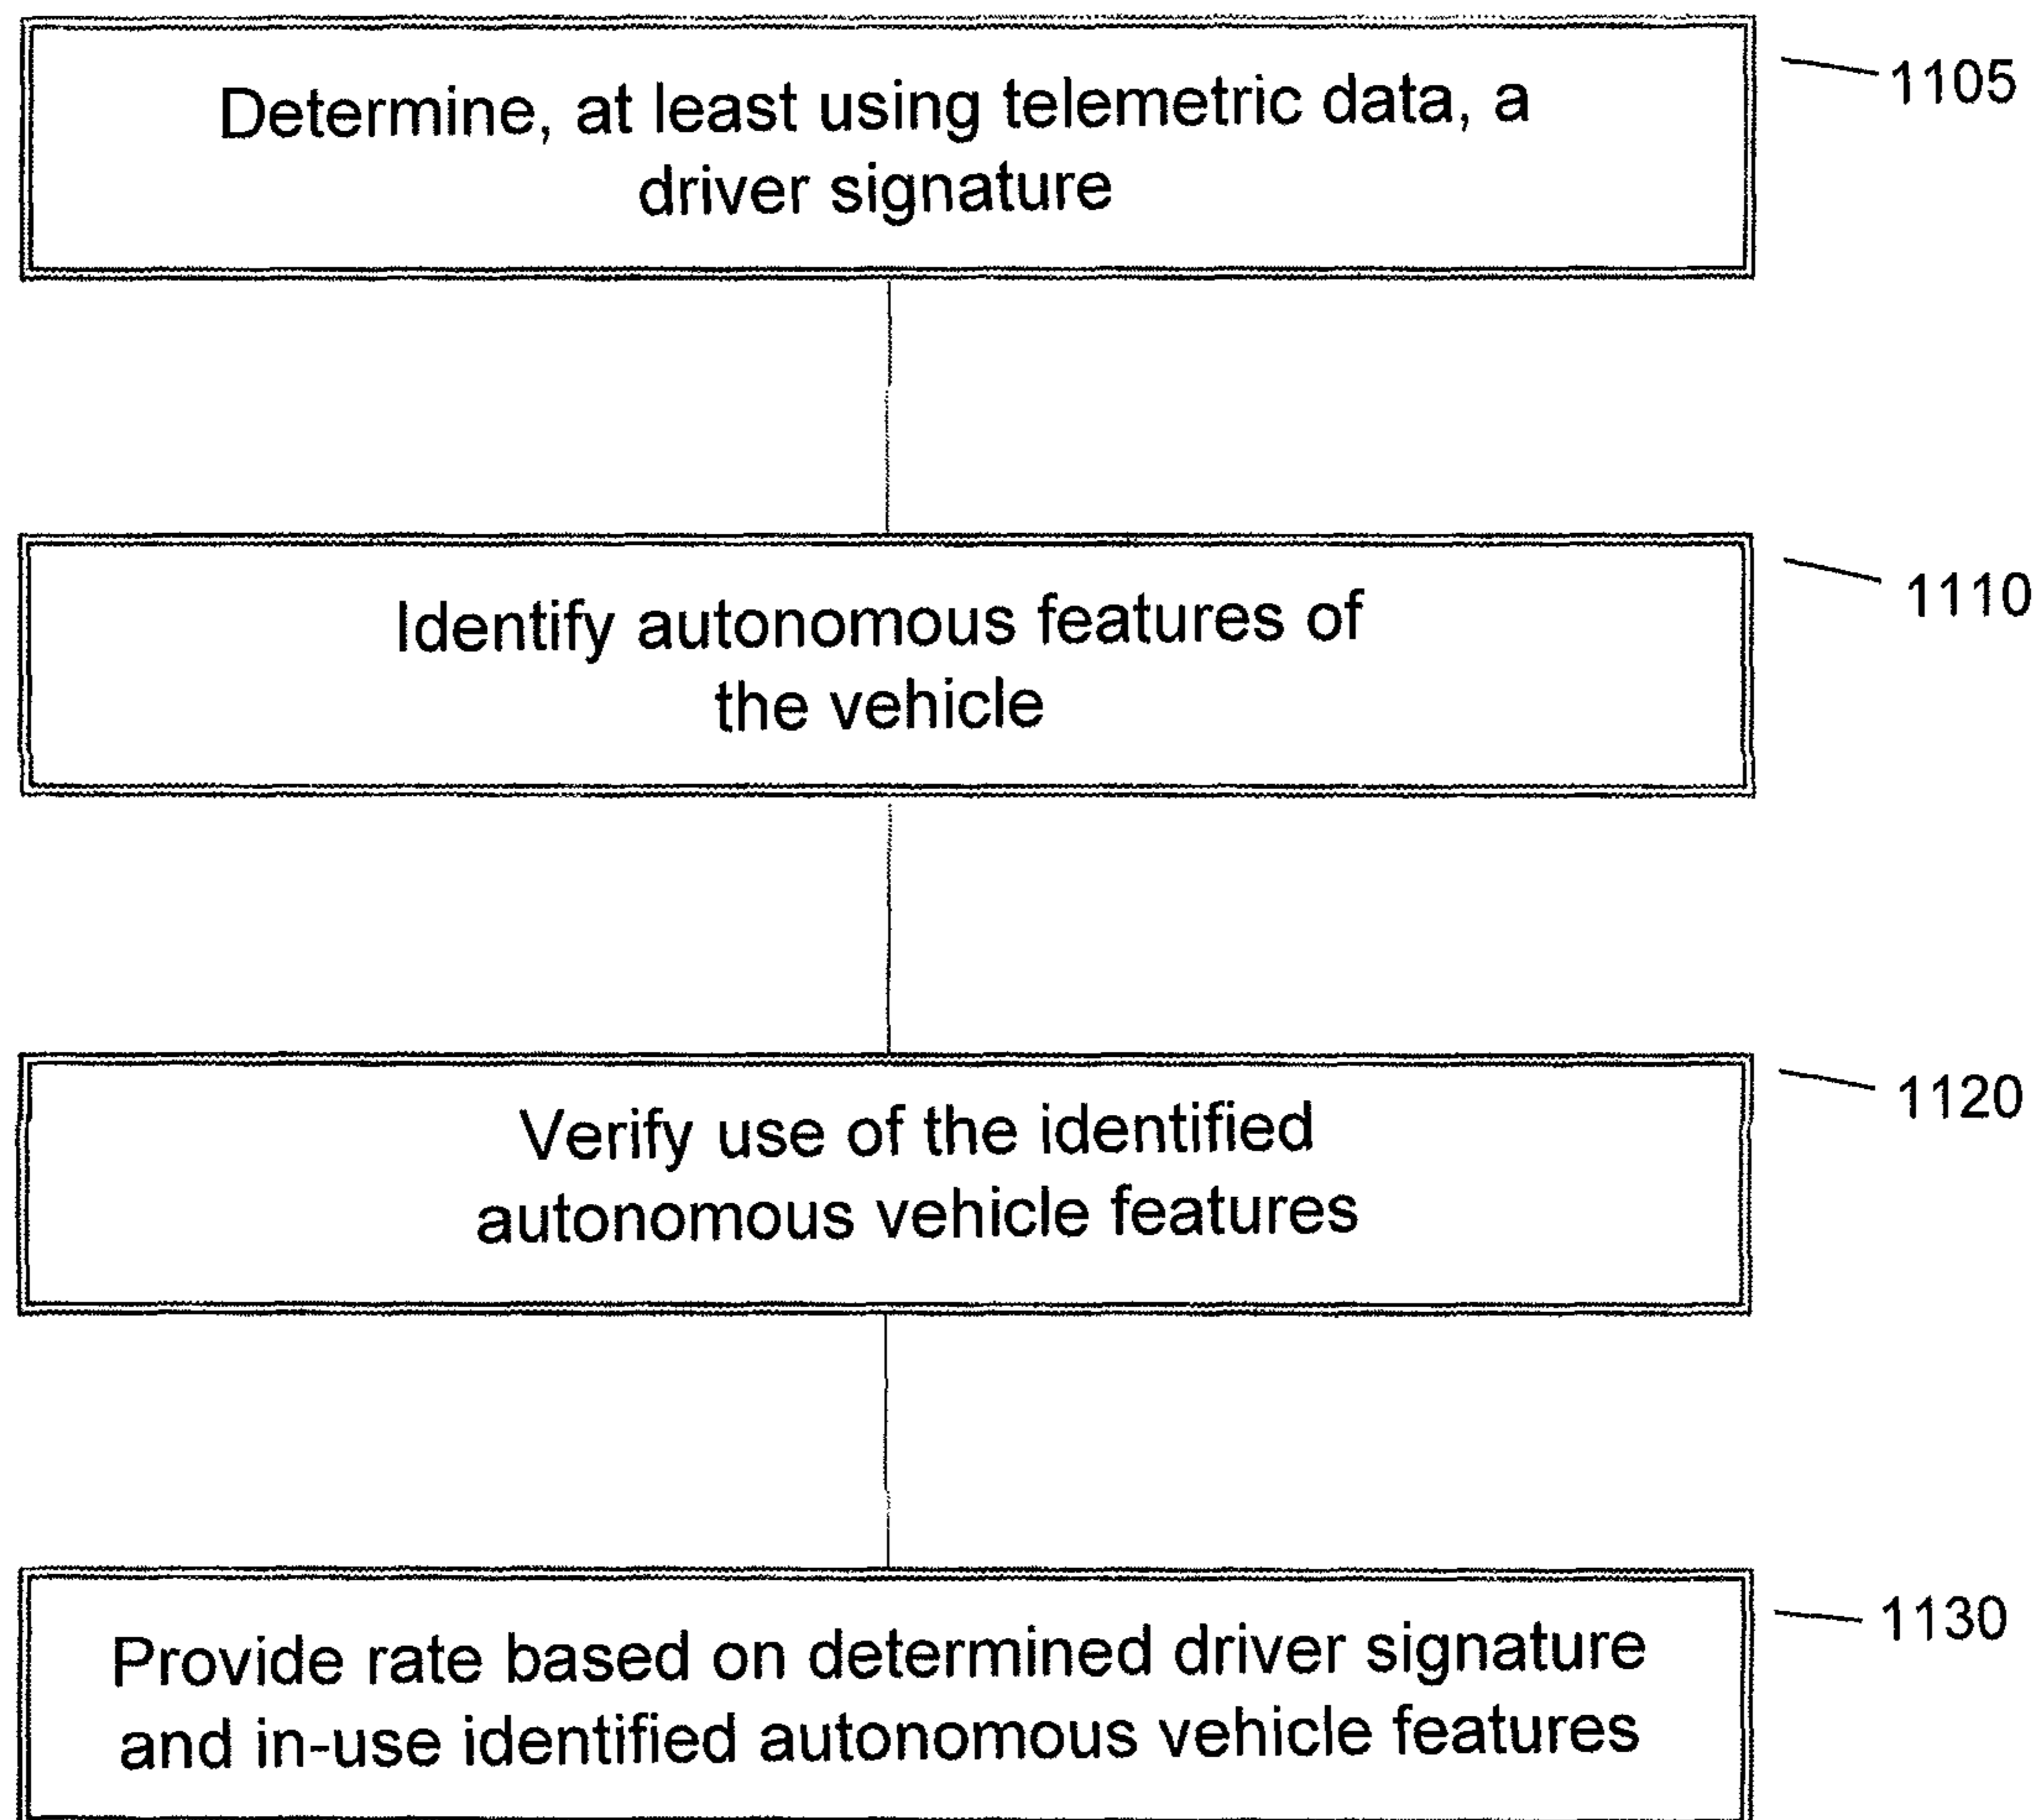 Determine, at least using telemetric data, a
driver signature
1105
Identify autonomous features of
the vehicle
1110
Verify use of the identified
autonomous vehicle features
1120
Provide rate based on determined driver signature
and in-use identified autonomous vehicle features
1130